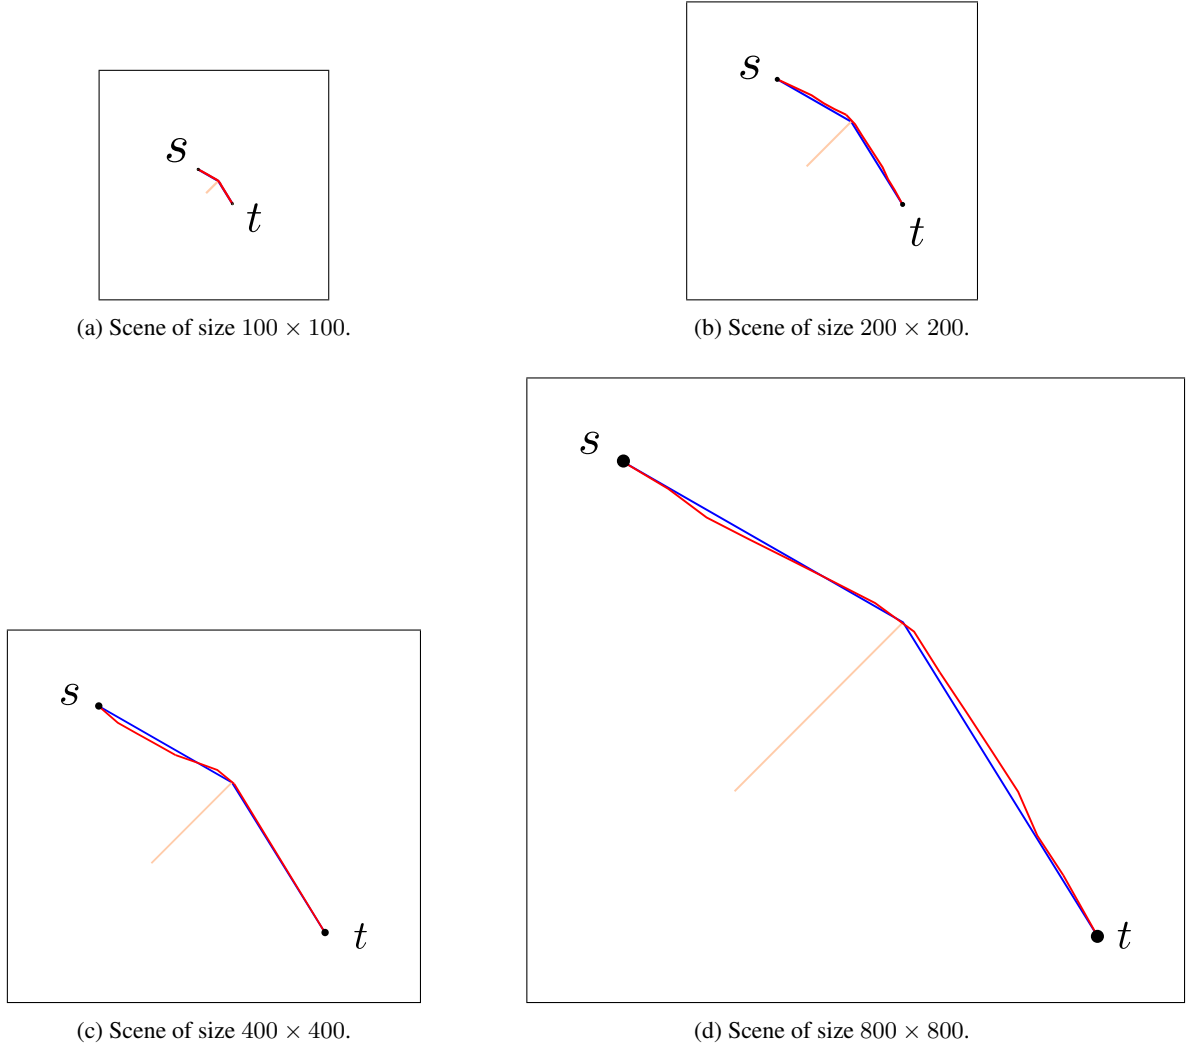 s
t
(a) Scene of size 100 × 100.
s
t
(b) Scene of size 200 × 200.
s
t
(c) Scene of size 400 × 400.
s
t
(d) Scene of size 800 × 800.